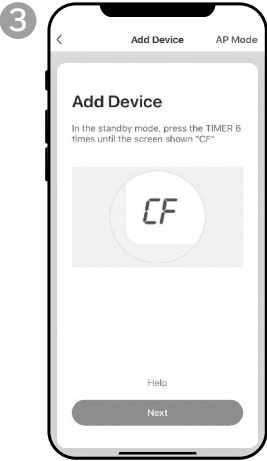 3
< Add Device AP Mode
Add Device
In the standby mode, press the TIMER 6
times until the screen shown "CF"
CF
Help
Next